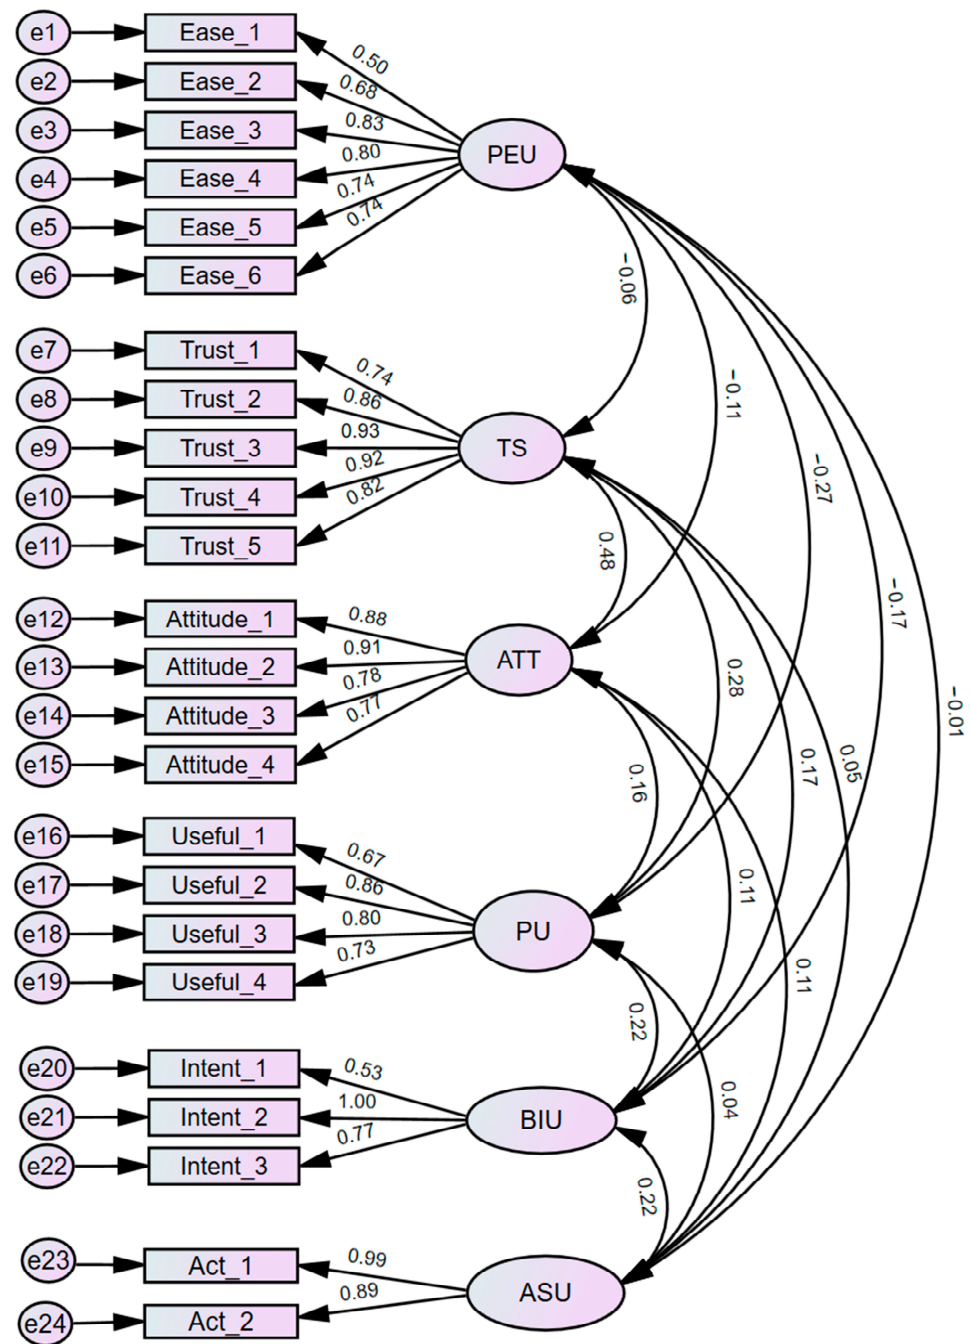 e1 Ease_1
0.50
e2 Ease_2
0.68
e3 Ease_3
0.83
PEU
e4 Ease_4
0.80
e5 Ease_5
0.74
e6 Ease_6
0.74
−0.06
e7 Trust_1
0.74
e8 Trust_2
0.86
−0.11
e9 Trust_3
0.93
TS
e10 Trust_4
0.92
−0.27
e11 Trust_5
0.82
0.48
−0.17
e12 Attitude_1
0.88
e13 Attitude_2
0.91
ATT
e14 Attitude_3
0.78
0.28
e15 Attitude_4
0.77
−0.01
0.16
0.17
0.05
e16 Useful_1
0.67
e17 Useful_2
0.86
0.11
e18 Useful_3
0.80
PU
e19 Useful_4
0.73
0.11
0.22
e20 Intent_1
0.53
e21 Intent_2
1.00
BIU
0.04
e22 Intent_3
0.77
0.22
e23 Act_1
0.99
ASU
e24 Act_2
0.89